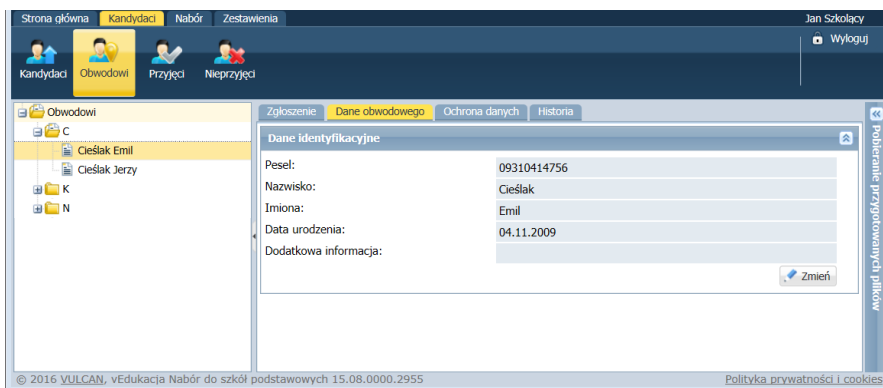 Strona główna Kandydaci Nabór Zestawienia Jan Szkolący
Wyloguj
Kandydaci Obwodowi Przyjęci Nieprzyjęci
Obwodowi
C
Cieślak Emil
Cieślak Jerzy
K
N
Zgłoszenie Dane obwodowego Ochrona danych Historia
Dane identyfikacyjne
Pesel: 09310414756
Nazwisko: Cieślak
Imiona: Emil
Data urodzenia: 04.11.2009
Dodatkowa informacja:
Zmień
Pobieranie przygotowanych plików
© 2016 VULCAN, vEdukacja Nabór do szkół podstawowych 15.08.0000.2955 Polityka prywatności i cookies